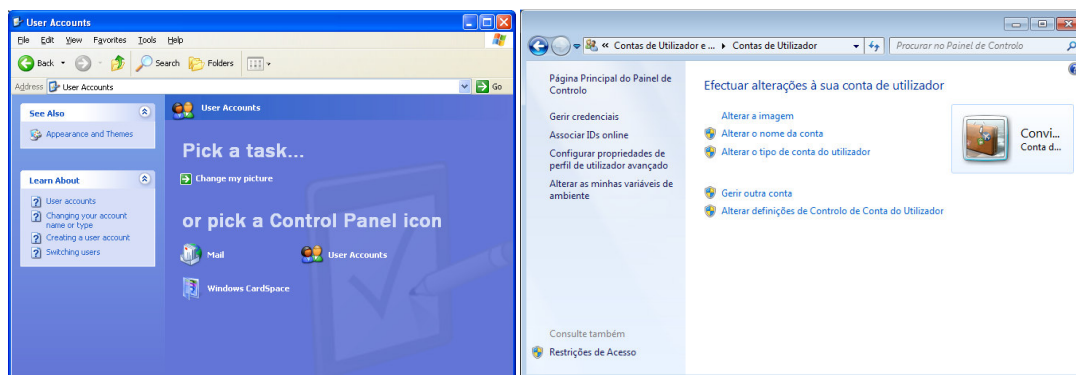 User Accounts
File Edit View Favorites Tools Help
Back Search Folders
Address User Accounts Go
See Also
Appearance and Themes
Learn About
User accounts
Changing your account
name or type
Creating a user account
Switching users
User Accounts
Pick a task...
Change my picture
or pick a Control Panel icon
Mail User Accounts
Windows CardSpace
« Contas de Utilizador e ... Contas de Utilizador Procurar no Painel de Controlo
Página Principal do Painel de
Controlo
Gerir credenciais
Associar IDs online
Configurar propriedades de
perfil de utilizador avançado
Alterar as minhas variáveis de
ambiente
Consulte também
Restrições de Acesso
Efectuar alterações à sua conta de utilizador
Alterar a imagem
Alterar o nome da conta
Alterar o tipo de conta do utilizador
Gerir outra conta
Alterar definições de Controlo de Conta do Utilizador
Convi...
Conta d...